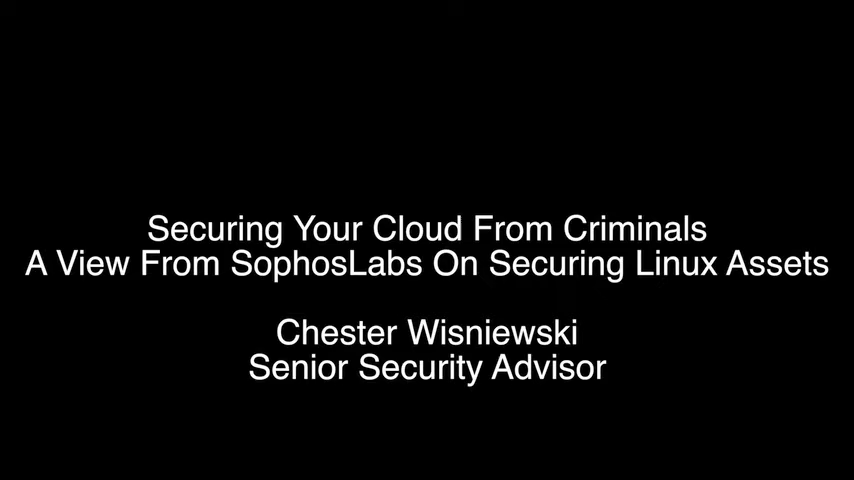 Securing Your Cloud From Criminals
A View From SophosLabs On Securing Linux Assets
Chester Wisniewski
Senior Security Advisor